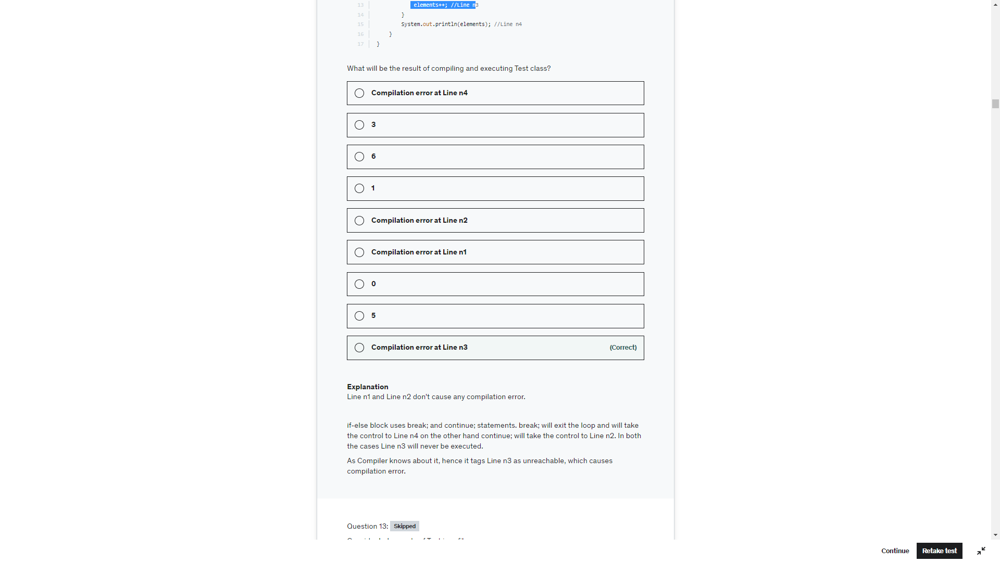 13 elements++; //Line n3
14 }
15 System.out.println(elements); //Line n4
16 }
17 }
What will be the result of compiling and executing Test class?
Compilation error at Line n4
3
6
1
Compilation error at Line n2
Compilation error at Line n1
0
5
Compilation error at Line n3 (Correct)
Explanation
Line n1 and Line n2 don't cause any compilation error.
if-else block uses break; and continue; statements. break; will exit the loop and will take
the control to Line n4 on the other hand continue; will take the control to Line n2. In both
the cases Line n3 will never be executed.
As Compiler knows about it, hence it tags Line n3 as unreachable, which causes
compilation error.
Question 13: Skipped
Continue Retake test